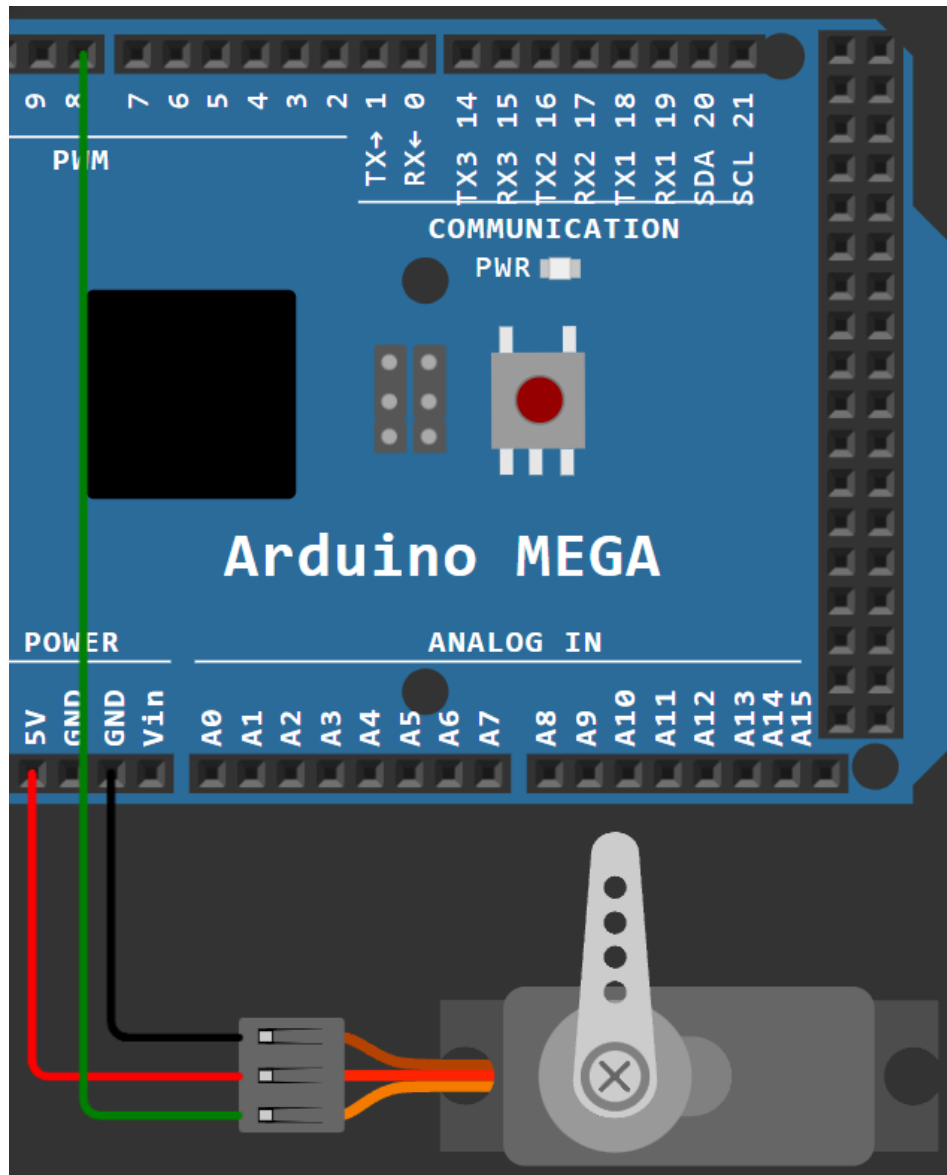 9 8 7 6 5 4 3 2 TX→ 1 RX← 0 TX3 14 RX3 15 TX2 16 RX2 17 TX1 18 RX1 19 SDA 20 SCL 21
PWM
COMMUNICATION
PWR
Arduino MEGA
POWER
ANALOG IN
5V GND GND Vin A0 A1 A2 A3 A4 A5 A6 A7 A8 A9 A10 A11 A12 A13 A14 A15